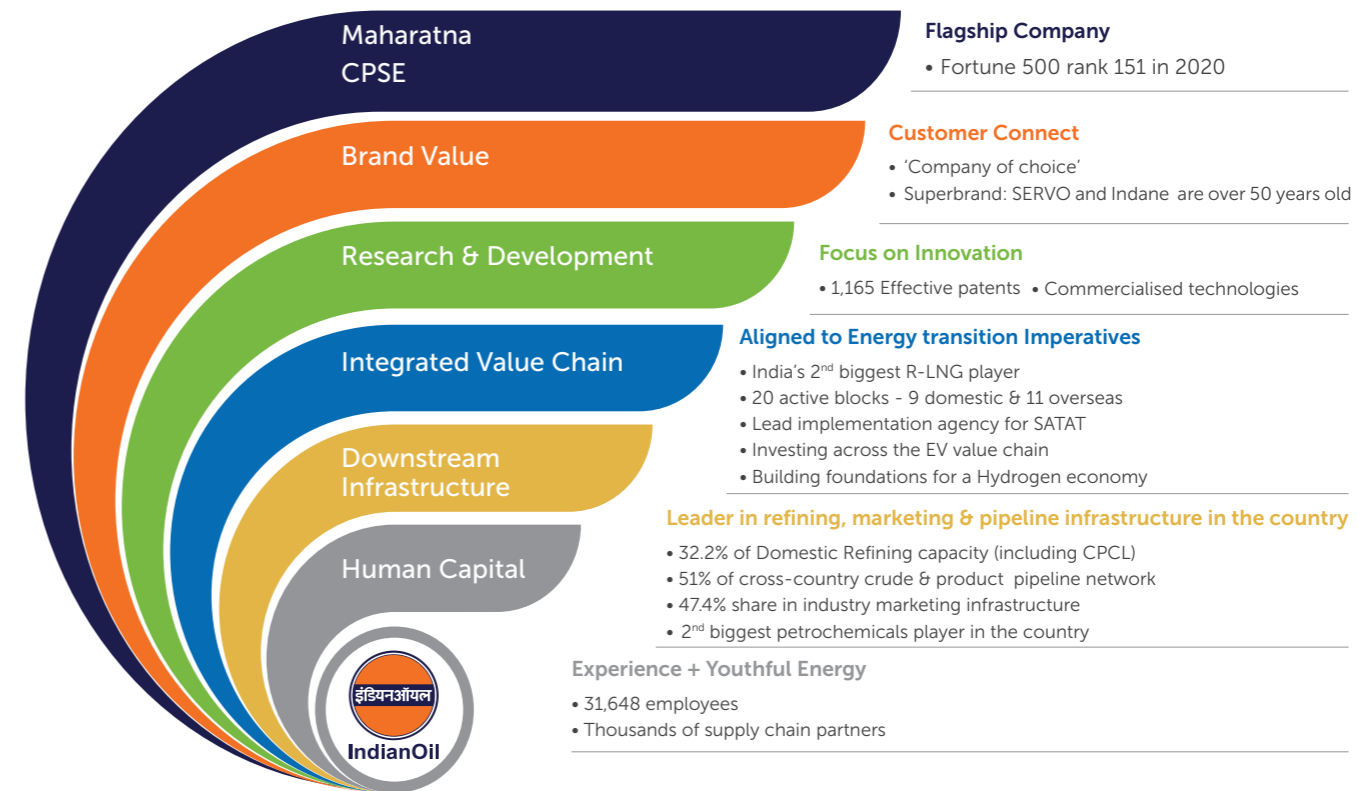 Maharatna
CPSE
Flagship Company
• Fortune 500 rank 151 in 2020
Brand Value
Customer Connect
• 'Company of choice'
• Superbrand: SERVO and Indane are over 50 years old
Research & Development
Focus on Innovation
• 1,165 Effective patents • Commercialised technologies
Integrated Value Chain
Aligned to Energy transition Imperatives
• India's 2nd biggest R-LNG player
• 20 active blocks - 9 domestic & 11 overseas
• Lead implementation agency for SATAT
• Investing across the EV value chain
• Building foundations for a Hydrogen economy
Downstream
Infrastructure
Leader in refining, marketing & pipeline infrastructure in the country
• 32.2% of Domestic Refining capacity (including CPCL)
• 51% of cross-country crude & product pipeline network
• 47.4% share in industry marketing infrastructure
• 2nd biggest petrochemicals player in the country
Human Capital
Experience + Youthful Energy
• 31,648 employees
• Thousands of supply chain partners
इंडियनऑयल
IndianOil